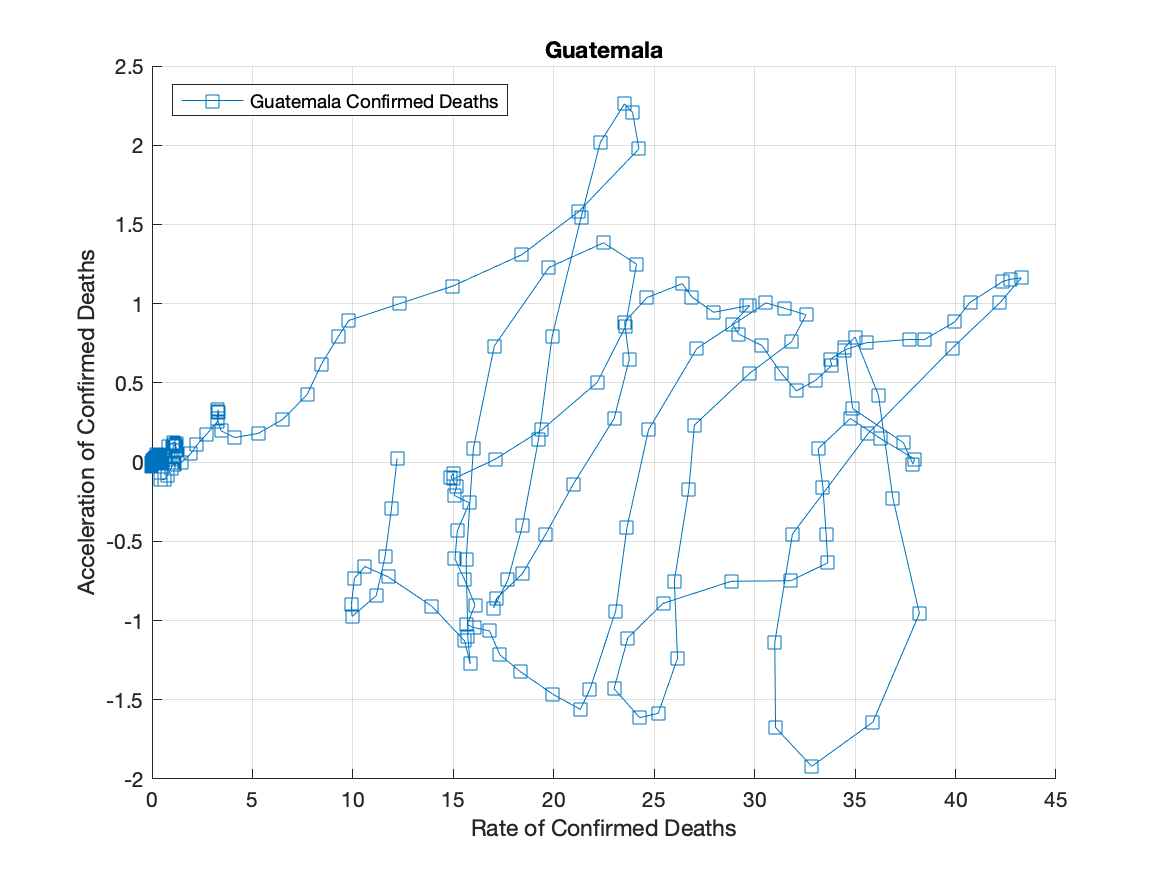 Guatemala
2.5
Guatemala Confirmed Deaths
2
1.5
1
0.5
0
-0.5
-1
-1.5
-2
Acceleration of Confirmed Deaths
0 5 10 15 20 25 30 35 40 45
Rate of Confirmed Deaths